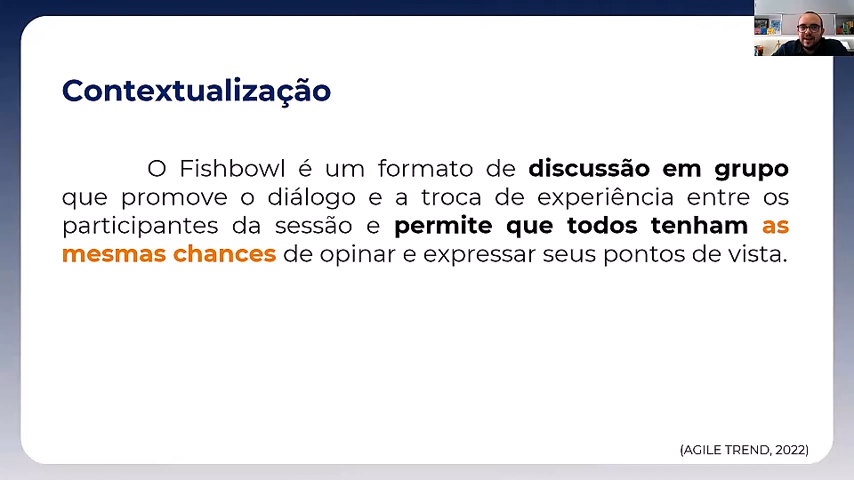 Contextualização
O Fishbowl é um formato de discussão em grupo
que promove o diálogo e a troca de experiência entre os
participantes da sessão e permite que todos tenham as
mesmas chances de opinar e expressar seus pontos de vista.
(AGILE TREND, 2022)